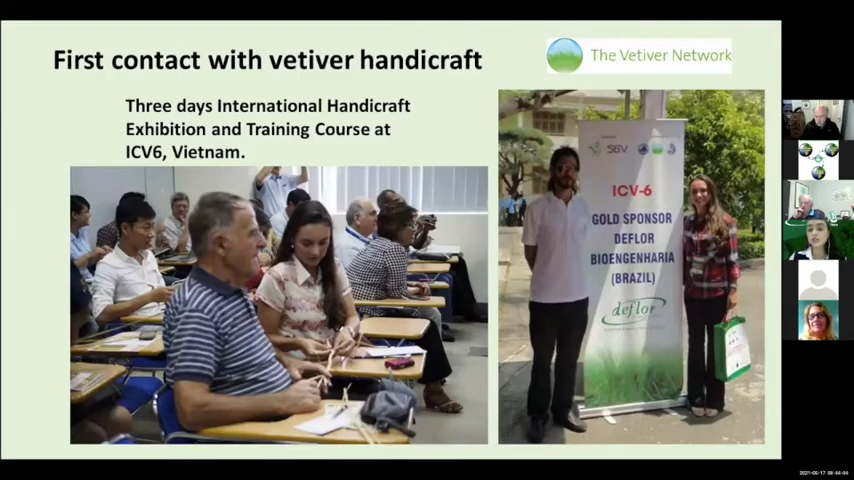 First contact with vetiver handicraft
The Vetiver Network
Three days International Handicraft
Exhibition and Training Course at
ICV6, Vietnam.
ICV-6
GOLD SPONSOR
DEFLOR
BIOENGENHARIA
(BRAZIL)
deflor